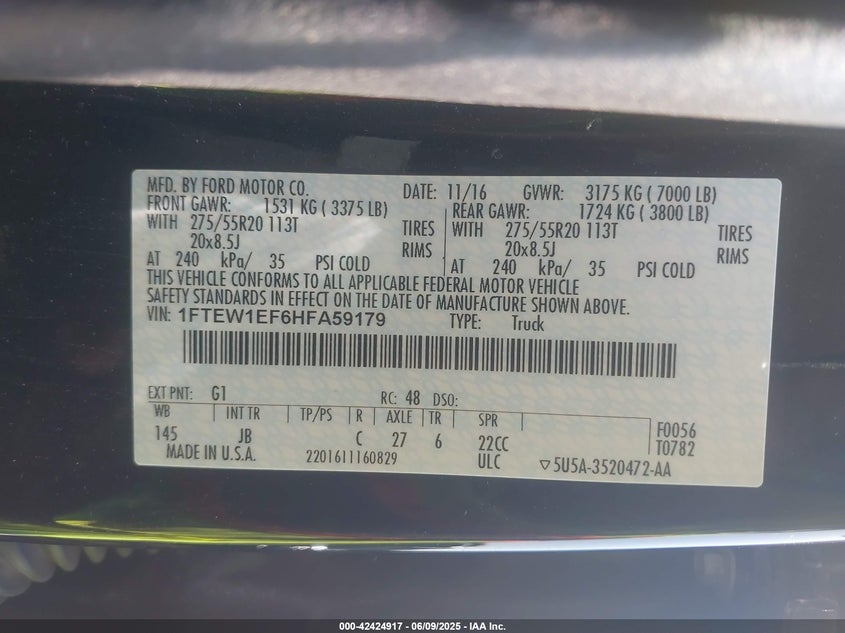 MFD. BY FORD MOTOR CO. DATE: 11/16 GVWR: 3175 KG ( 7000 LB)
FRONT GAWR: 1531 KG ( 3375 LB) REAR GAWR: 1724 KG ( 3800 LB)
WITH 275/55R20 113T TIRES WITH 275/55R20 113T TIRES
20x8.5J RIMS 20x8.5J RIMS
AT 240 kPa/ 35 PSI COLD AT 240 kPa/ 35 PSI COLD
THIS VEHICLE CONFORMS TO ALL APPLICABLE FEDERAL MOTOR VEHICLE
SAFETY STANDARDS IN EFFECT ON THE DATE OF MANUFACTURE SHOWN ABOVE.
VIN: 1FTEW1EF6HFA59179 TYPE: Truck
EXT PNT: G1 RC: 48 DSO:
WB INT TR TP/PS R AXLE TR SPR F0056
145 JB C 27 6 22CC T0782
MADE IN U.S.A. 2201611160829 ULC ▽5U5A-3520472-AA
000-42424917 - 06/09/2025 - IAA Inc.